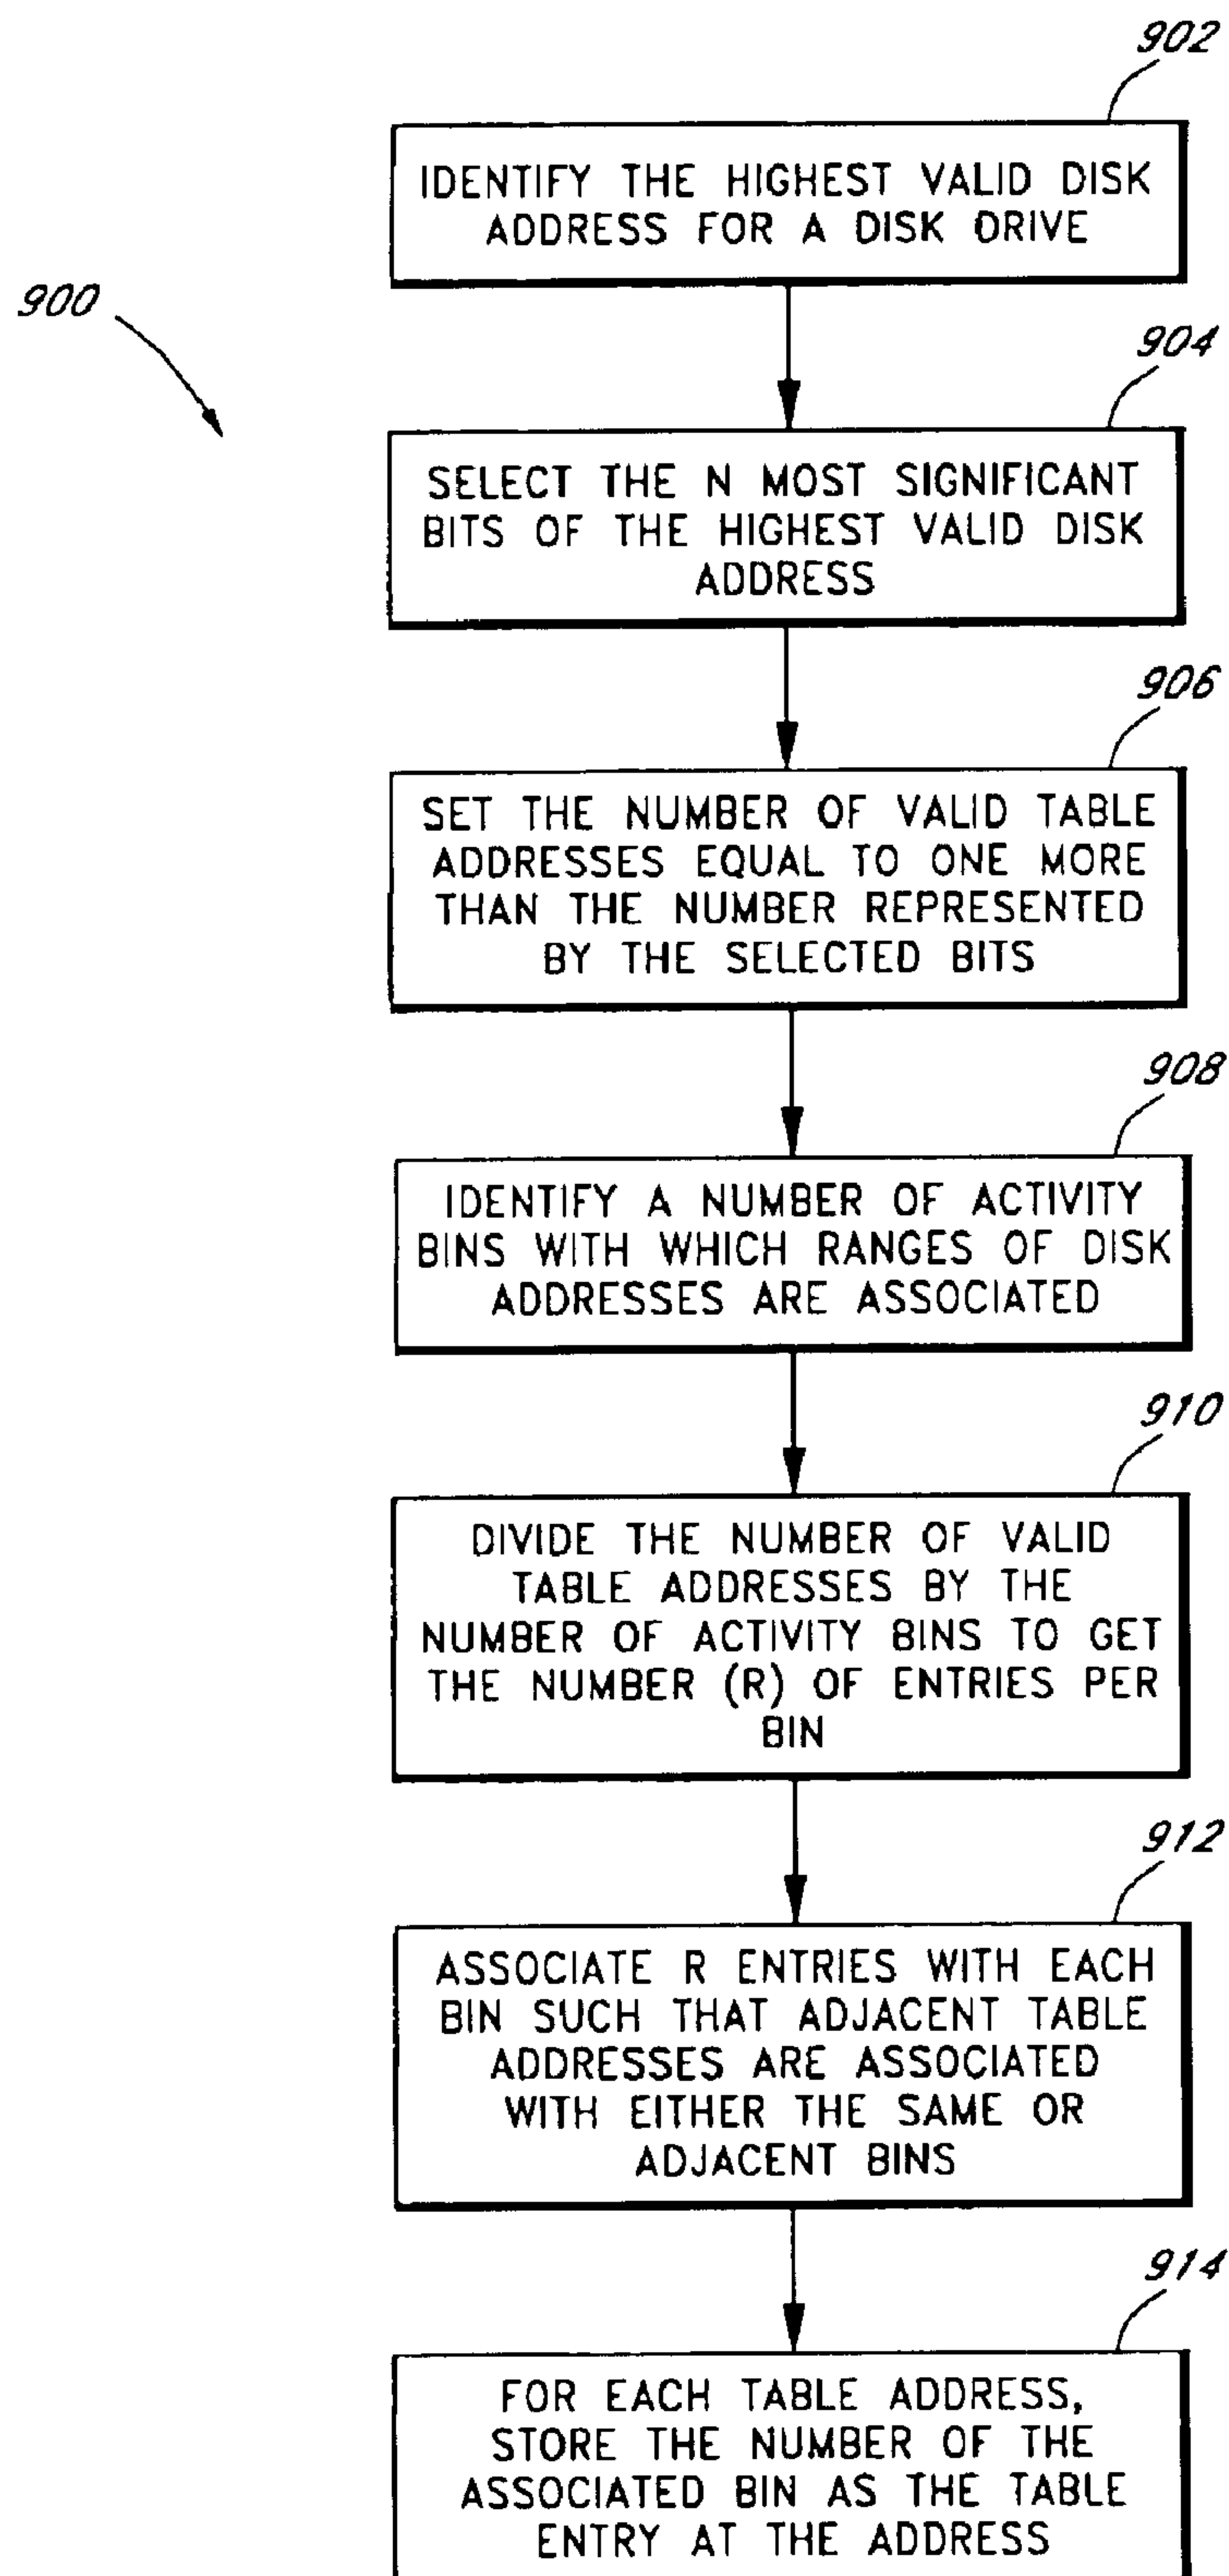 902
IDENTIFY THE HIGHEST VALID DISK
ADDRESS FOR A DISK DRIVE
900
904
SELECT THE N MOST SIGNIFICANT
BITS OF THE HIGHEST VALID DISK
ADDRESS
906
SET THE NUMBER OF VALID TABLE
ADDRESSES EQUAL TO ONE MORE
THAN THE NUMBER REPRESENTED
BY THE SELECTED BITS
908
IDENTIFY A NUMBER OF ACTIVITY
BINS WITH WHICH RANGES OF DISK
ADDRESSES ARE ASSOCIATED
910
DIVIDE THE NUMBER OF VALID
TABLE ADDRESSES BY THE
NUMBER OF ACTIVITY BINS TO GET
THE NUMBER (R) OF ENTRIES PER
BIN
912
ASSOCIATE R ENTRIES WITH EACH
BIN SUCH THAT ADJACENT TABLE
ADDRESSES ARE ASSOCIATED
WITH EITHER THE SAME OR
ADJACENT BINS
914
FOR EACH TABLE ADDRESS,
STORE THE NUMBER OF THE
ASSOCIATED BIN AS THE TABLE
ENTRY AT THE ADDRESS